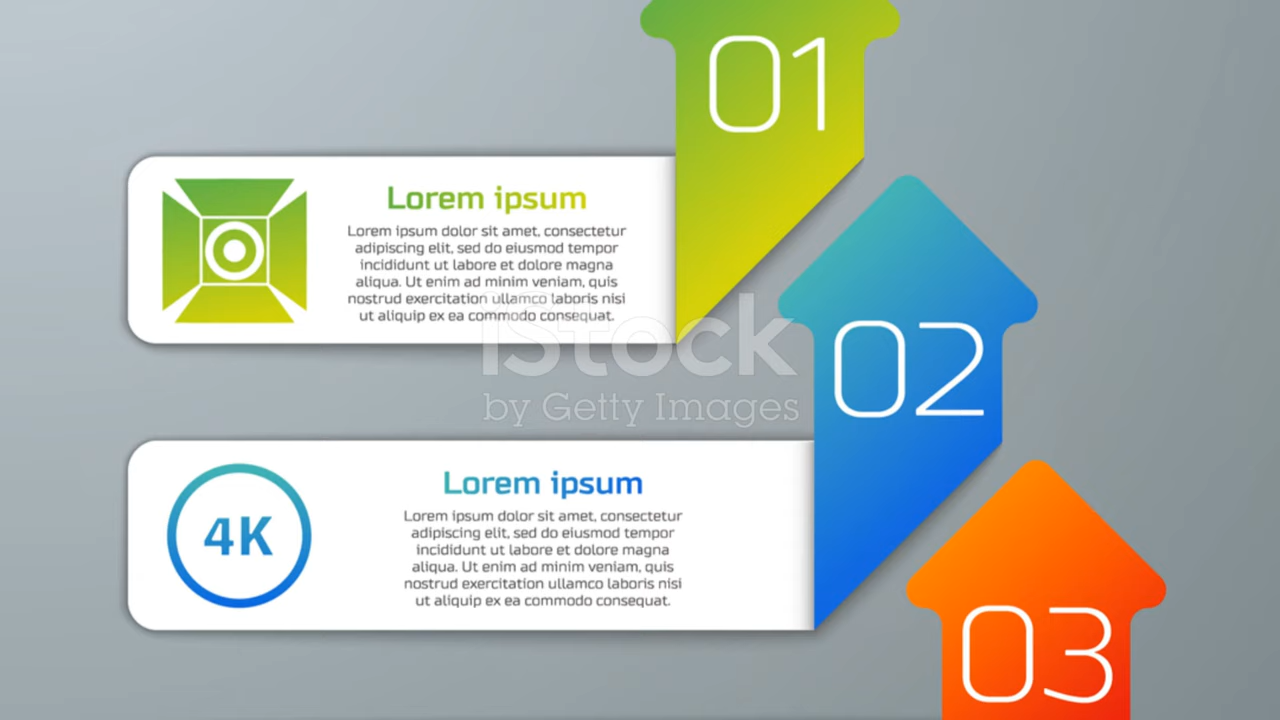 01
Lorem ipsum
Lorem ipsum dolor sit amet, consectetur
adipiscing elit, sed do eiusmod tempor
incididunt ut labore et dolore magna
aliqua. Ut enim ad minim veniam, quis
nostrud exercitation ullamco laboris nisi
ut aliquip ex ea commodo consequat.
iStock
by Getty Images
02
4K
Lorem ipsum
Lorem ipsum dolor sit amet, consectetur
adipiscing elit, sed do eiusmod tempor
incididunt ut labore et dolore magna
aliqua. Ut enim ad minim veniam, quis
nostrud exercitation ullamco laboris nisi
ut aliquip ex ea commodo consequat.
03